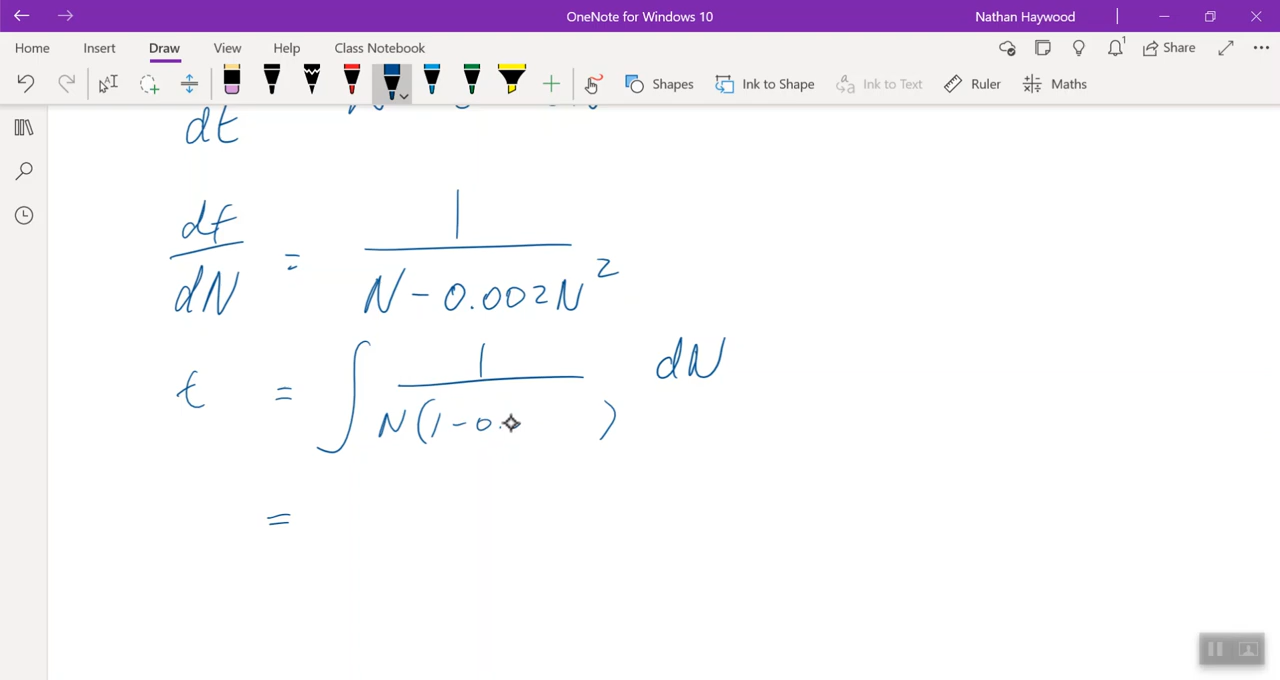 OneNote for Windows 10 Nathan Haywood
Home Insert Draw View Help Class Notebook 1 Share
Shapes Ink to Shape Ink to Text Ruler Maths
dt
dt/dN = 1/(N - 0.002N²)
t = ∫ 1/(N(1 - 0. )) dN
=